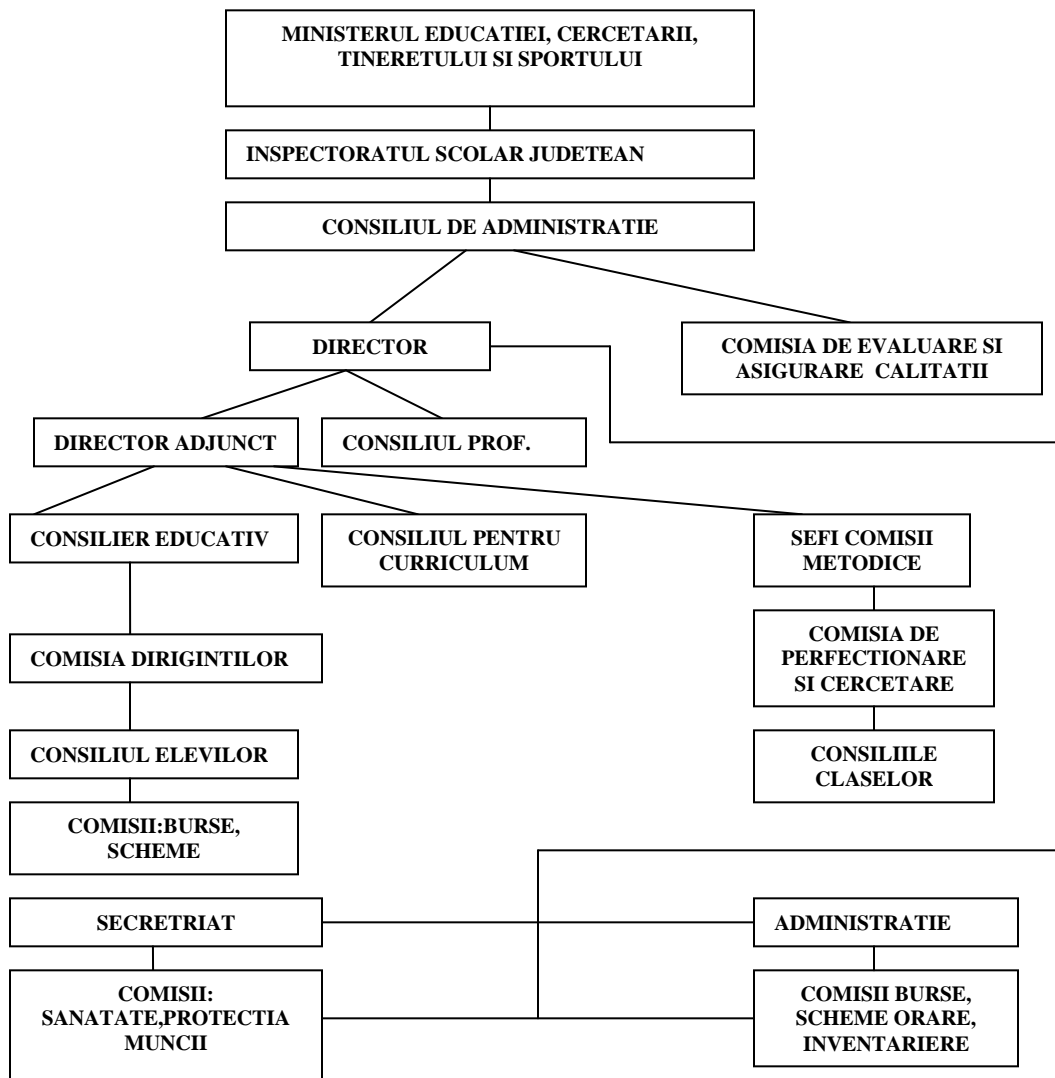 MINISTERUL EDUCATIEI, CERCETARII,
TINERETULUI SI SPORTULUI
INSPECTORATUL SCOLAR JUDETEAN
CONSILIUL DE ADMINISTRATIE
DIRECTOR
COMISIA DE EVALUARE SI
ASIGURARE CALITATII
DIRECTOR ADJUNCT
CONSILIUL PROF.
CONSILIER EDUCATIV
CONSILIUL PENTRU
CURRICULUM
SEFI COMISII
METODICE
COMISIA DIRIGINTILOR
COMISIA DE
PERFECTIONARE
SI CERCETARE
CONSILIUL ELEVILOR
CONSILIILE
CLASELOR
COMISII:BURSE,
SCHEME
SECRETRIAT
ADMINISTRATIE
COMISII:
SANATATE,PROTECTIA
MUNCII
COMISII BURSE,
SCHEME ORARE,
INVENTARIERE